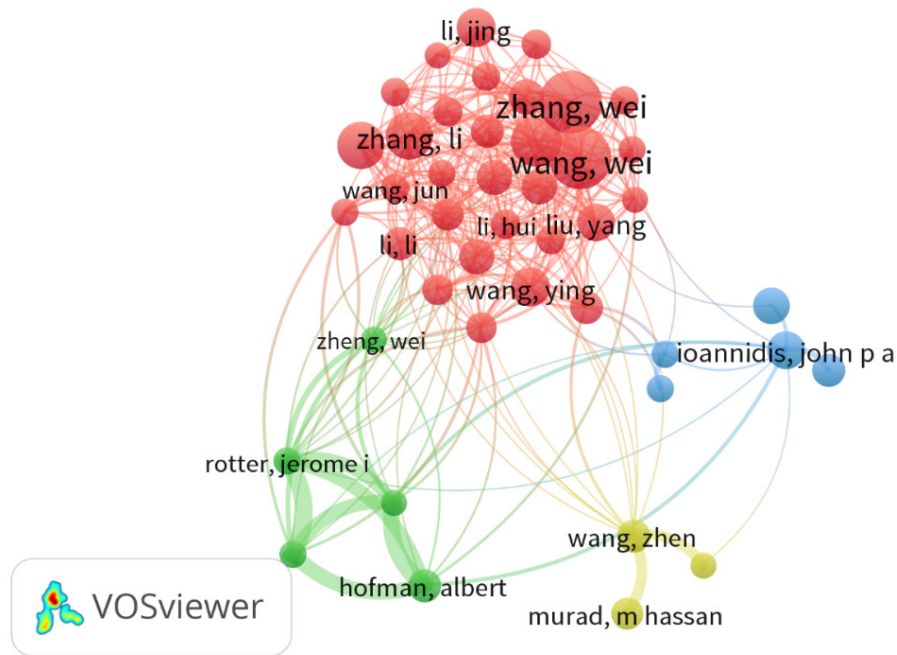 li, jing
zhang, wei
zhang, li
wang, wei
wang, jun
li, hui
liu, yang
li, li
wang, ying
zheng, wei
ioannidis, john p a
rotter, jerome i
wang, zhen
hofman, albert
murad, m hassan
VOSviewer